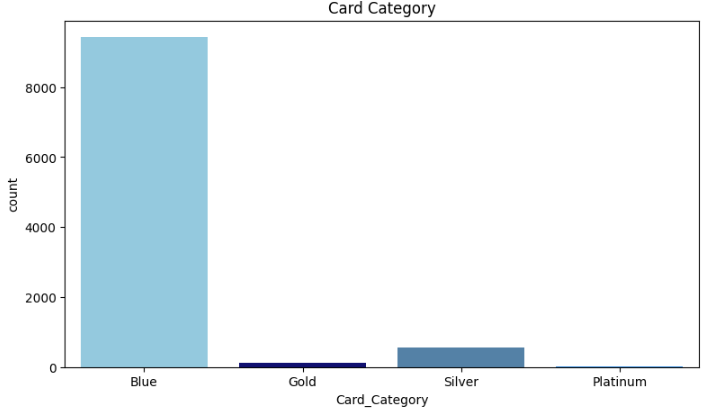 Card Category
count
8000
6000
4000
2000
0
Blue
Gold
Silver
Platinum
Card_Category